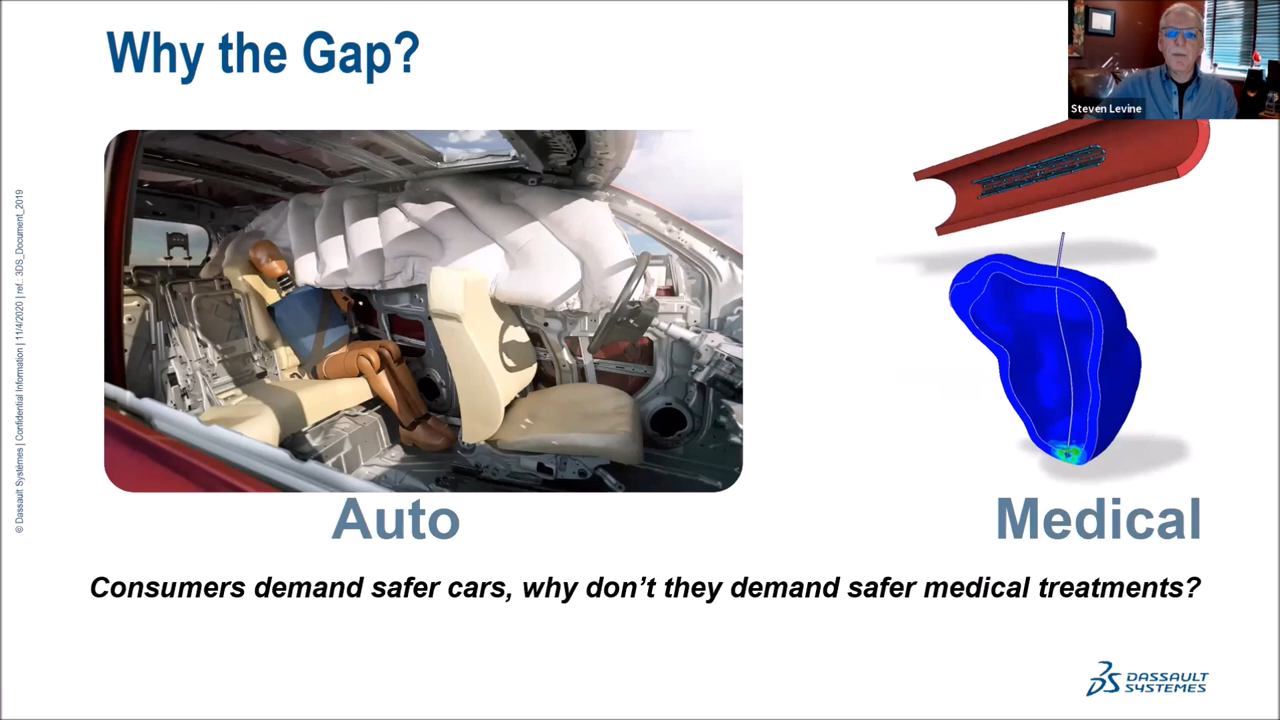 Why the Gap?
Steven Levine
© Dassault Systèmes | Confidential Information | 11/4/2020 | ref.: 3DS_Document_2019
Auto
Medical
Consumers demand safer cars, why don't they demand safer medical treatments?
DASSAULT
SYSTEMES